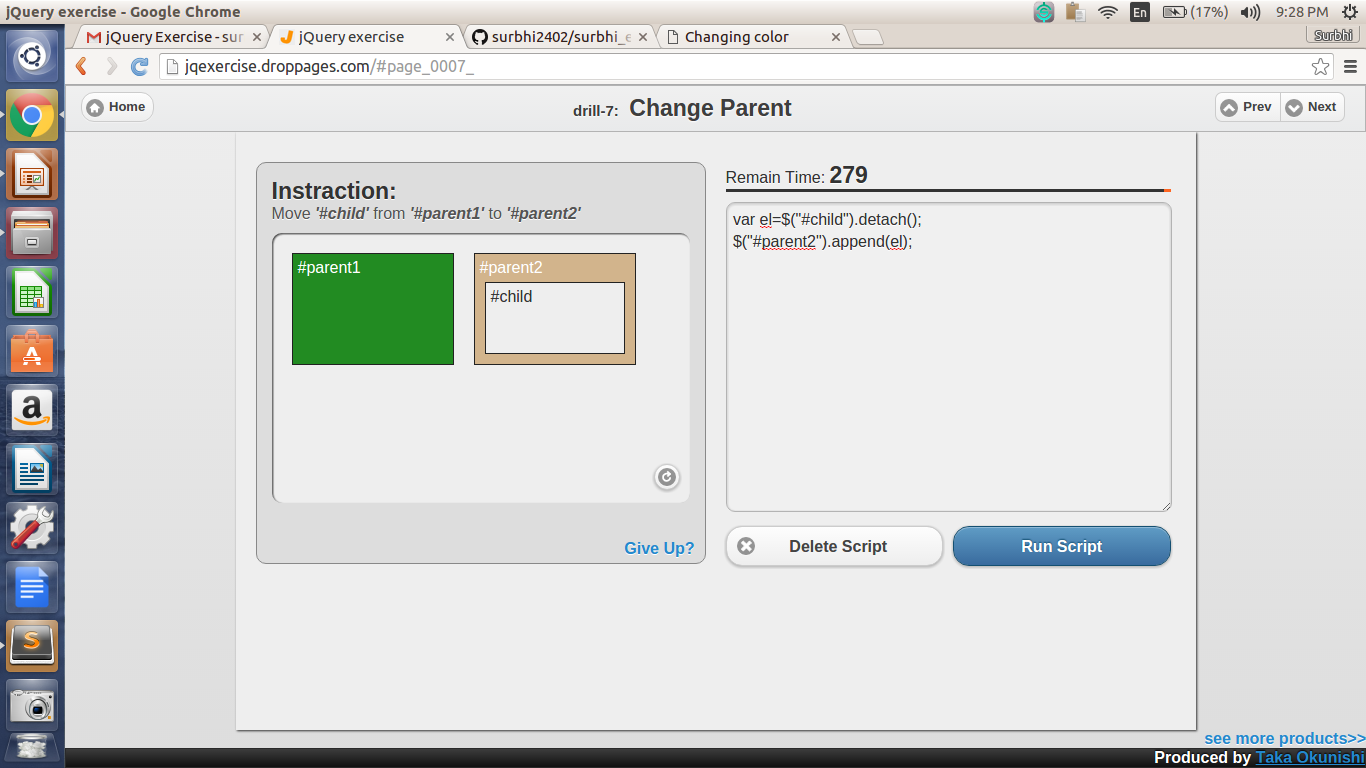 jQuery exercise - Google Chrome
En
(17%)
9:28 PM
jQuery Exercise - sur
jQuery exercise
surbhi2402/surbhi_e
Changing color
Surbhi
jqexercise.droppages.com/#page_0007_
Home
drill-7: Change Parent
Prev
Next
Instraction:
Move '#child' from '#parent1' to '#parent2'
#parent1
#parent2
#child
Give Up?
Remain Time: 279
var el=$("#child").detach();
$("#parent2").append(el);
Delete Script
Run Script
see more products>>
Produced by Taka Okunishi